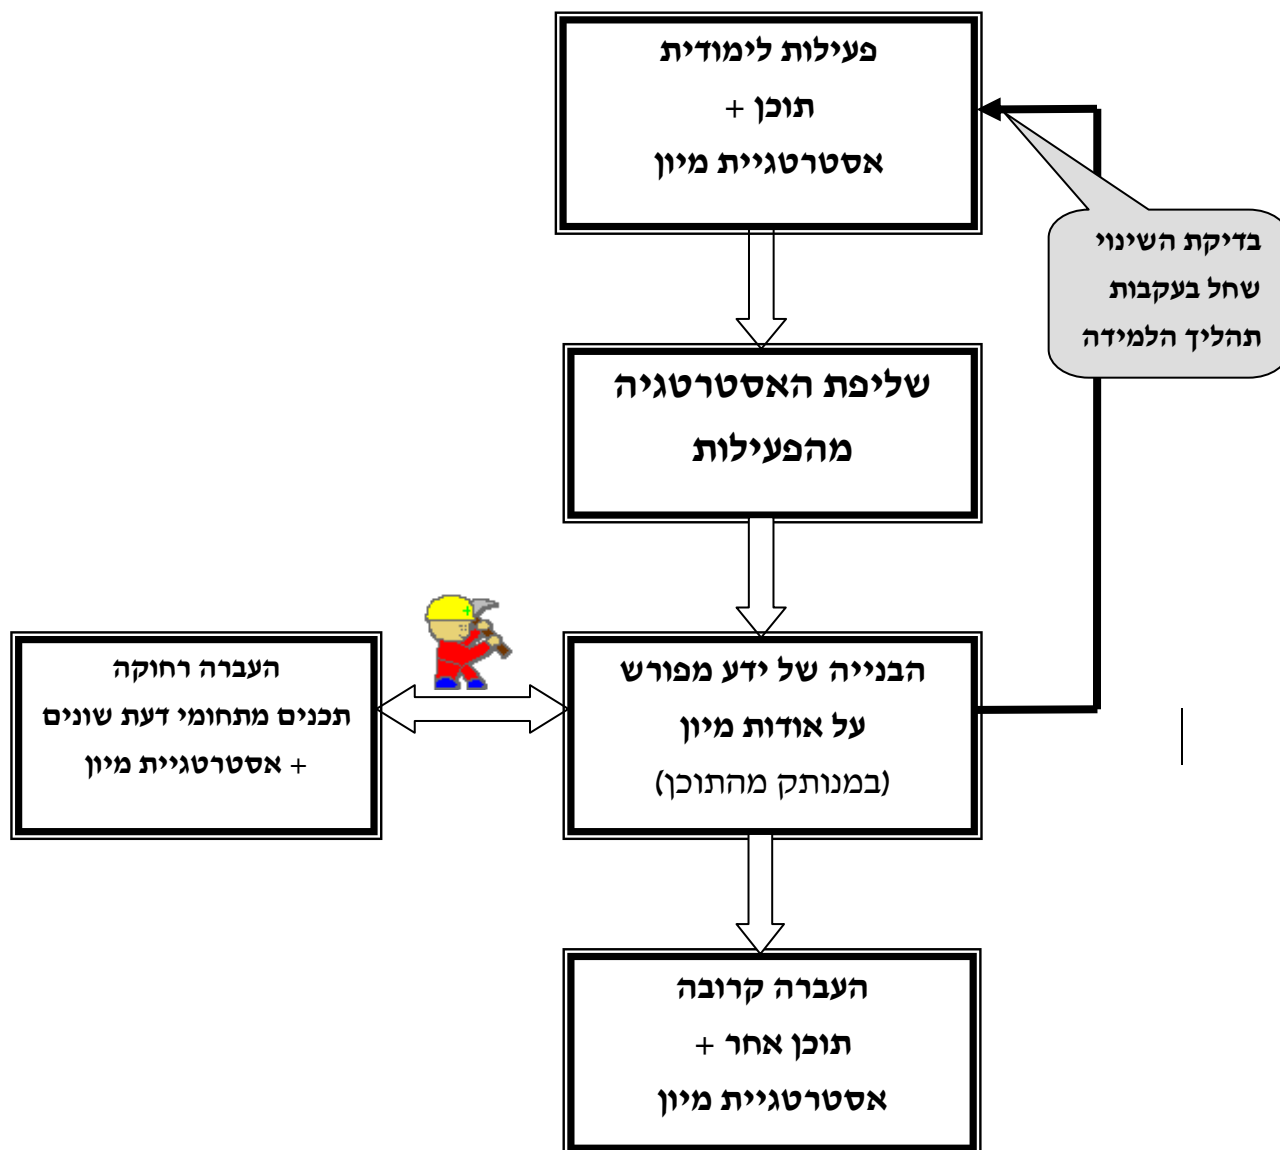 פעילות לימודית
תוכן +
אסטרטגיית מיון
בדיקת השינוי
שחל בעקבות
תהליך הלמידה
שליפת האסטרטגיה
מהפעילות
הבנייה של ידע מפורש
על אודות מיון
(במנותק מהתוכן)
העברה רחוקה
תכנים מתחומי דעת שונים
+ אסטרטגיית מיון
העברה קרובה
תוכן אחר +
אסטרטגיית מיון